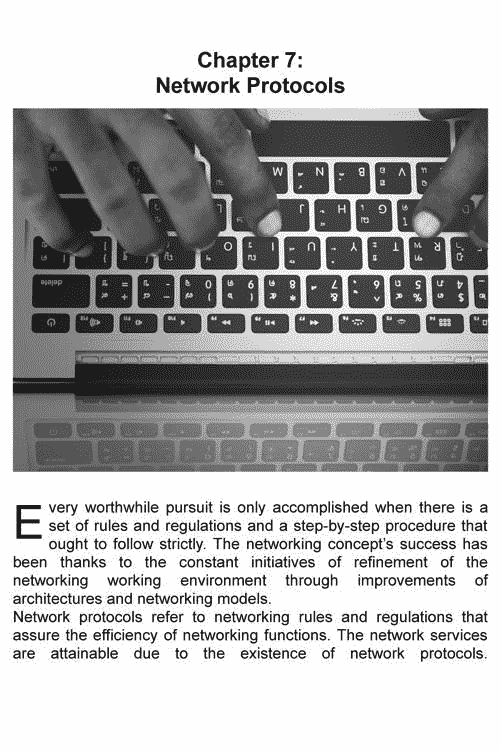 Chapter 7:
Network Protocols
Every worthwhile pursuit is only accomplished when there is a
set of rules and regulations and a step-by-step procedure that
ought to follow strictly. The networking concept's success has
been thanks to the constant initiatives of refinement of the
networking working environment through improvements of
architectures and networking models.
Network protocols refer to networking rules and regulations that
assure the efficiency of networking functions. The network services
are attainable due to the existence of network protocols.